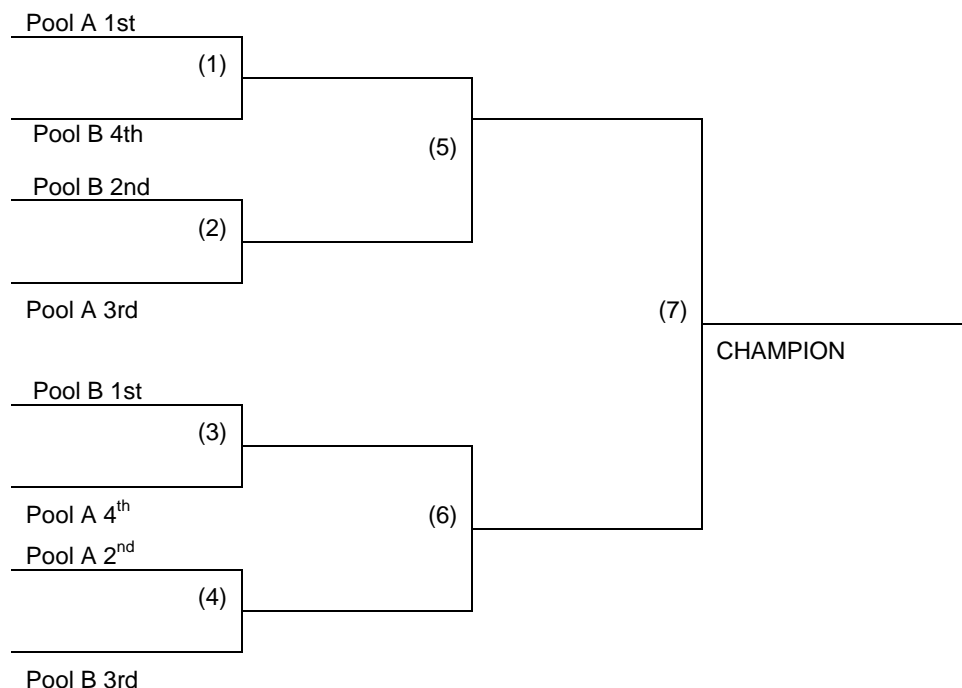 Pool A 1st
(1)
Pool B 4th
(5)
Pool B 2nd
(2)
Pool A 3rd
(7)
CHAMPION
Pool B 1st
(3)
Pool A 4th
(6)
Pool A 2nd
(4)
Pool B 3rd